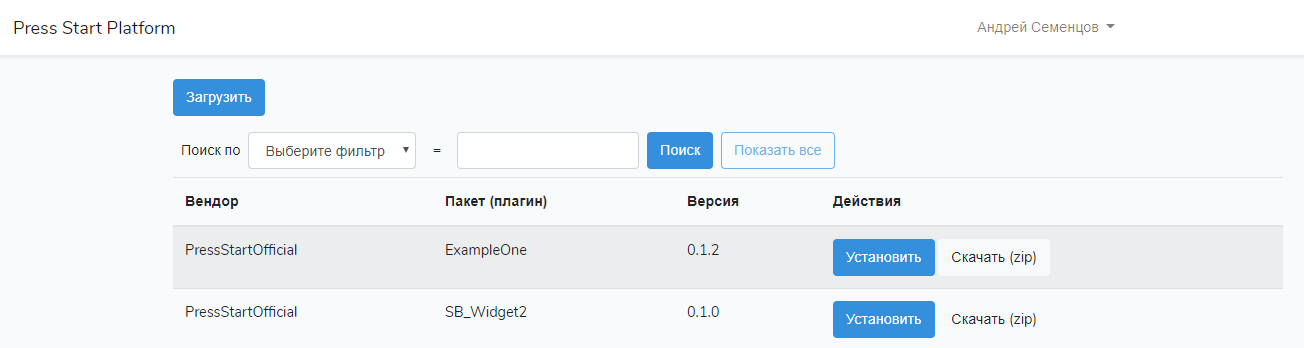 Press Start Platform Андрей Семенцов
Загрузить
Поиск по Выберите фильтр = Поиск Показать все
Вендор Пакет (плагин) Версия Действия
PressStartOfficial ExampleOne 0.1.2 Установить Скачать (zip)
PressStartOfficial SB_Widget2 0.1.0 Установить Скачать (zip)